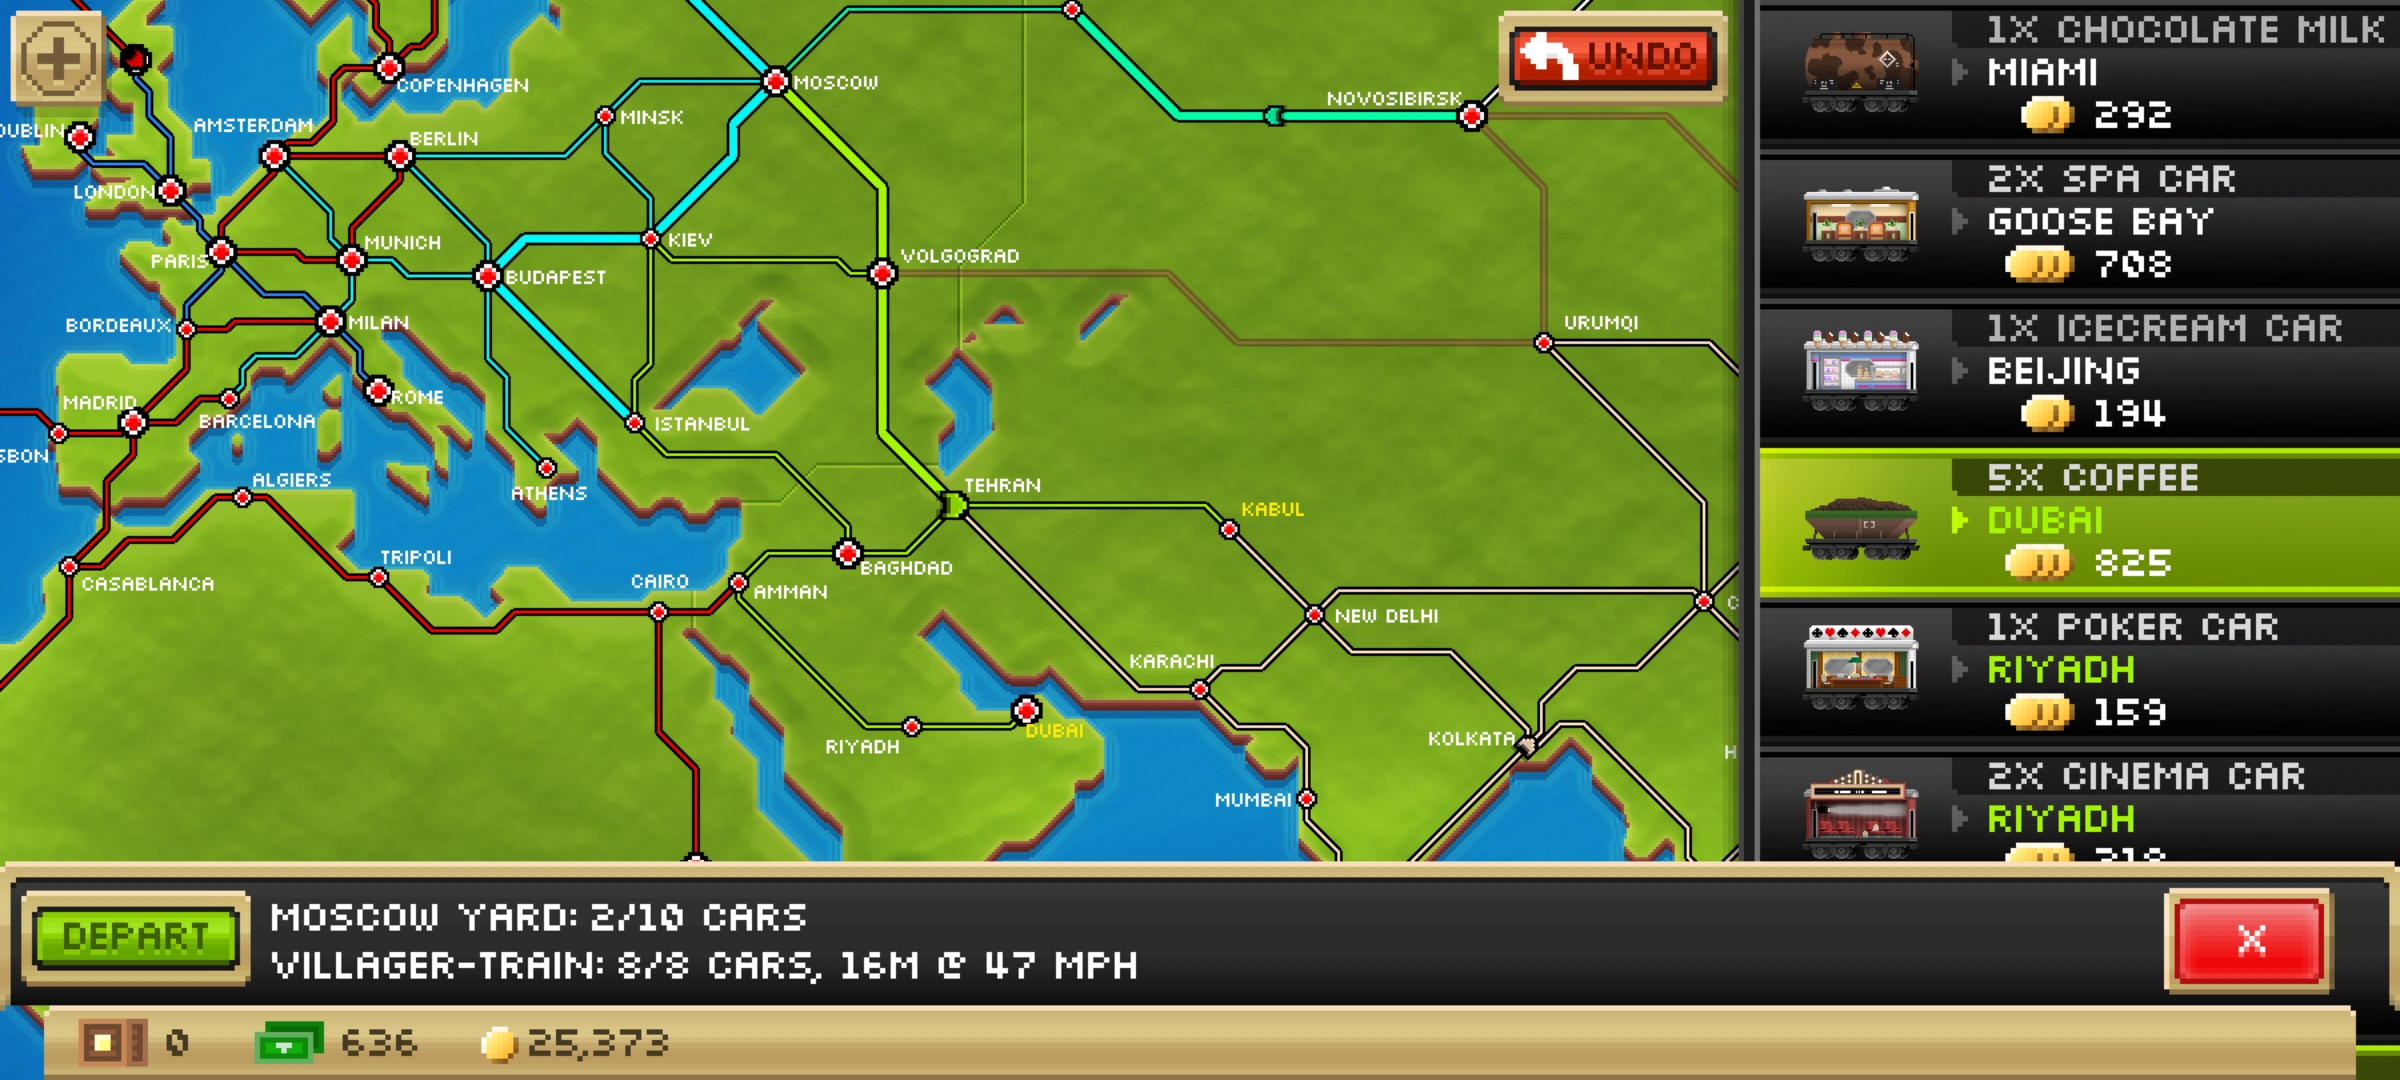 COPENHAGEN
MOSCOW
UNDO
NOVOSIBIRSK
MINSK
AMSTERDAM
BERLIN
LONDON
KIEV
MUNICH
PARIS
VOLGOGRAD
BUDAPEST
BORDEAUX
MILAN
URUMQI
MADRID
ROME
BARCELONA
ISTANBUL
ALGIERS
ATHENS
TEHRAN
KABUL
TRIPOLI
CASABLANCA
CAIRO
BAGHDAD
AMMAN
NEW DELHI
KARACHI
DUBAI
RIYADH
KOLKATA
MUMBAI
1X CHOCOLATE MILK
MIAMI
292
2X SPA CAR
GOOSE BAY
708
1X ICECREAM CAR
BEIJING
194
5X COFFEE
DUBAI
825
1X POKER CAR
RIYADH
159
2X CINEMA CAR
RIYADH
DEPART
MOSCOW YARD: 2/10 CARS
VILLAGER-TRAIN: 8/8 CARS, 16M @ 47 MPH
X
0
636
25,373